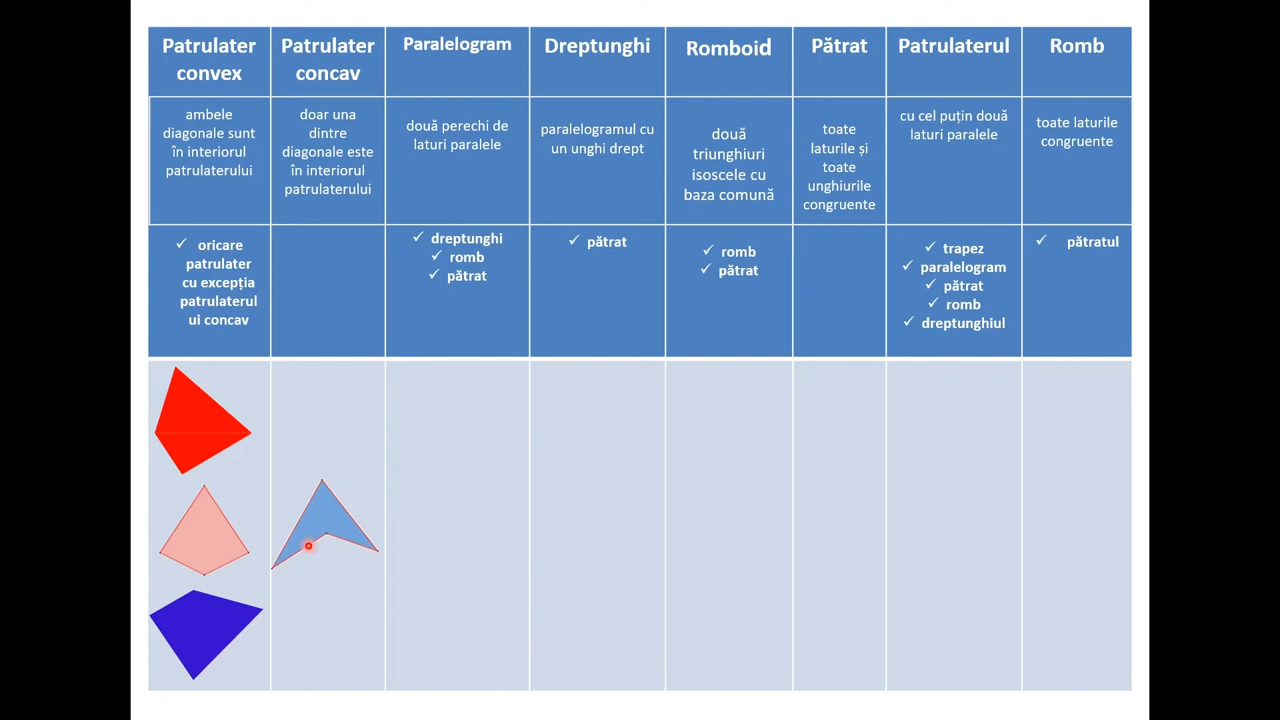 Patrulater
convex
Patrulater
concav
Paralelogram
Dreptunghi
Romboid
Pătrat
Patrulaterul
Romb
ambele
diagonale sunt
în interiorul
patrulaterului
doar una
dintre
diagonale este
în interiorul
patrulaterului
două perechi de
laturi paralele
paralelogramul cu
un unghi drept
două
triunghiuri
isoscele cu
baza comună
toate
laturile și
toate
unghiurile
congruente
cu cel puțin două
laturi paralele
toate laturile
congruente
✓ oricare
patrulater
cu excepția
patrulaterul
ui concav
✓ dreptunghi
✓ romb
✓ pătrat
✓ pătrat
✓ romb
✓ pătrat
✓ trapez
✓ paralelogram
✓ pătrat
✓ romb
✓ dreptunghiul
✓ pătratul